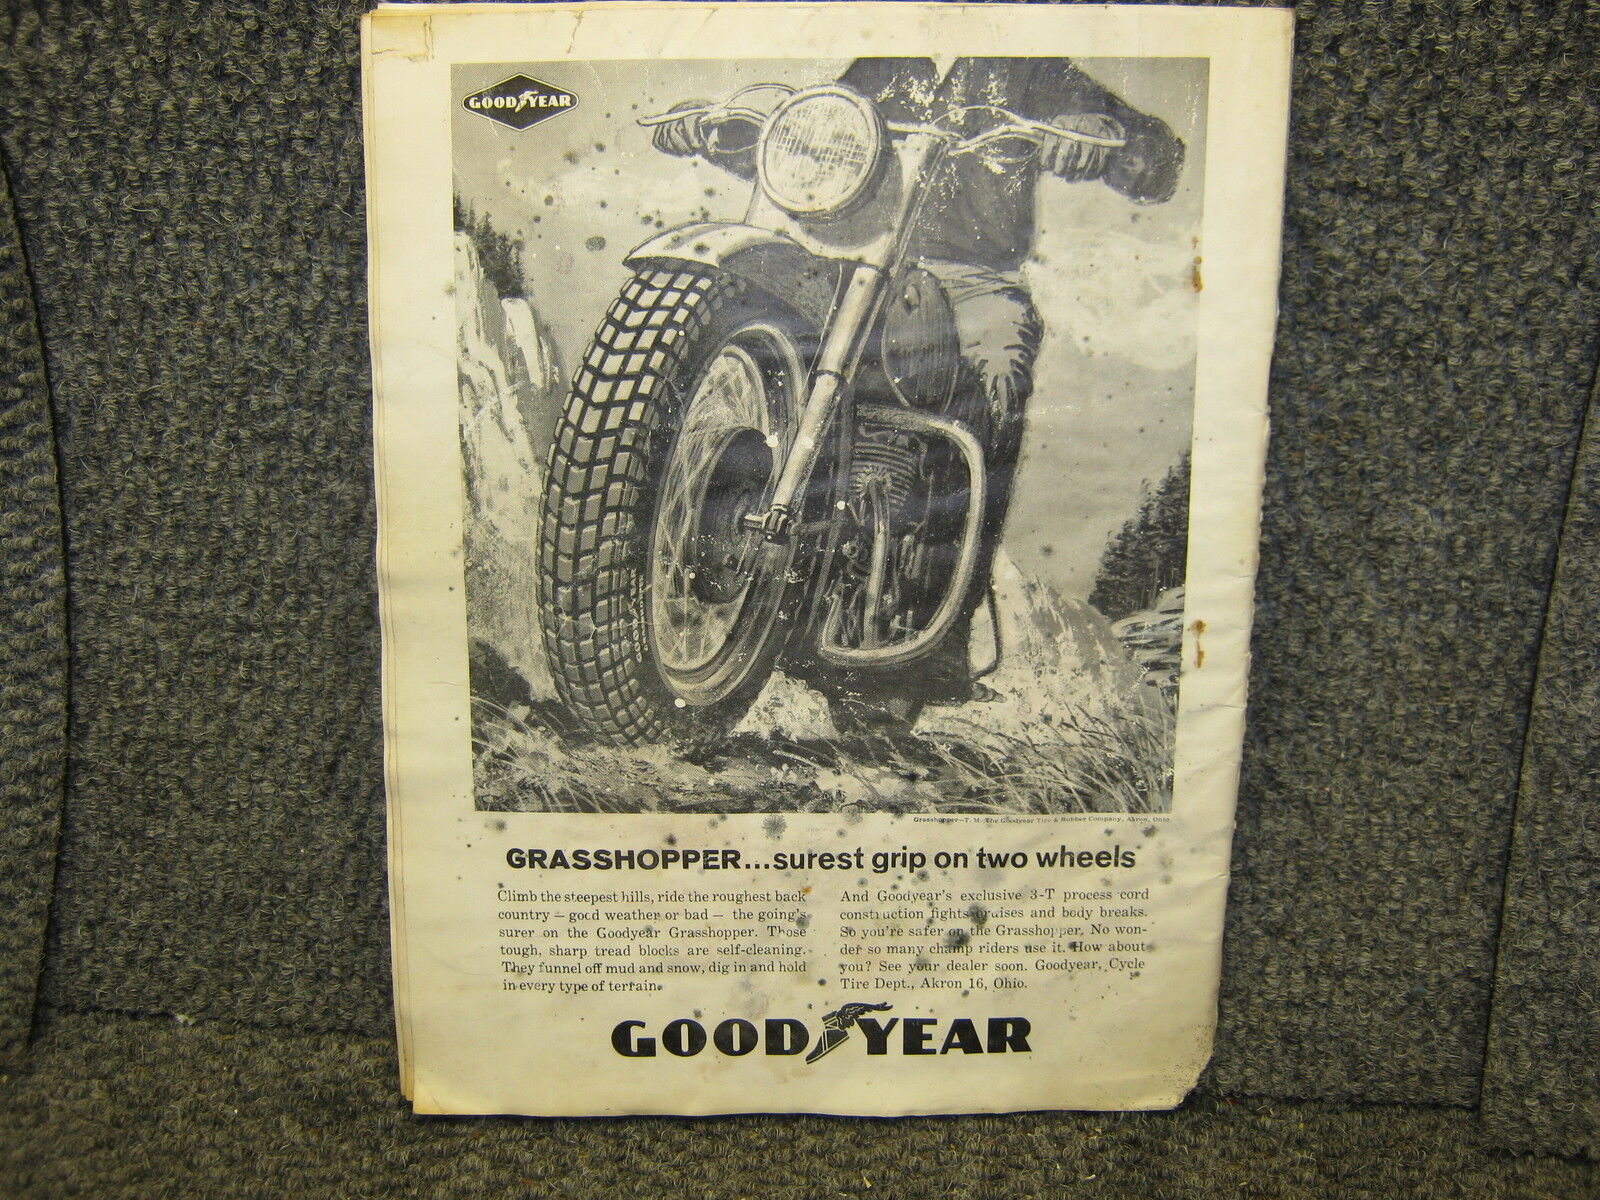 GOODYEAR
GOODYEAR
Grasshopper—T. M. The Goodyear Tire & Rubber Company, Akron, Ohio
GRASSHOPPER...surest grip on two wheels
Climb the steepest hills, ride the roughest back
country — good weather or bad — the going's
surer on the Goodyear Grasshopper. Those
tough, sharp tread blocks are self-cleaning.
They funnel off mud and snow, dig in and hold
in every type of terrain.
And Goodyear's exclusive 3-T process cord
construction fights bruises and body breaks.
So you're safer on the Grasshopper. No won-
der so many champ riders use it. How about
you? See your dealer soon. Goodyear, Cycle
Tire Dept., Akron 16, Ohio.
GOODYEAR